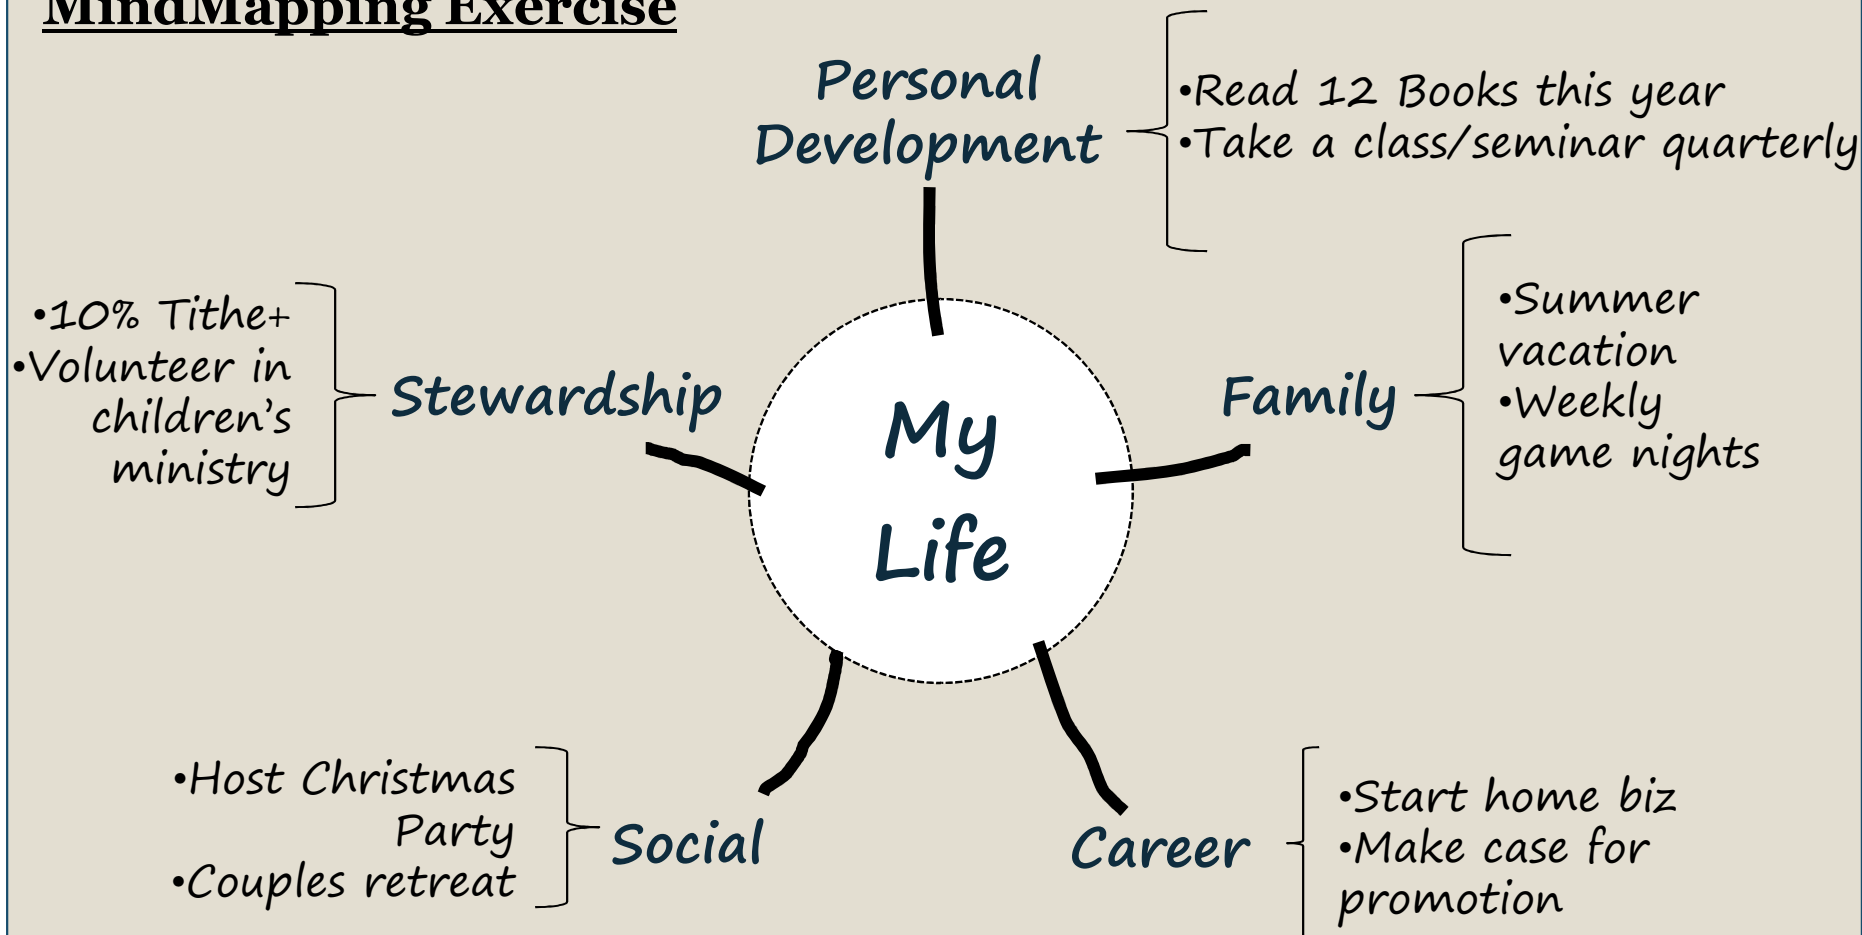 MindMapping Exercise
Personal
Development
•Read 12 Books this year
•Take a class/seminar quarterly
•10% Tithe+
•Volunteer in
children’s
ministry
Stewardship
My
Life
Family
•Summer
vacation
•Weekly
game nights
•Host Christmas
Party
•Couples retreat
Social
Career
•Start home biz
•Make case for
promotion